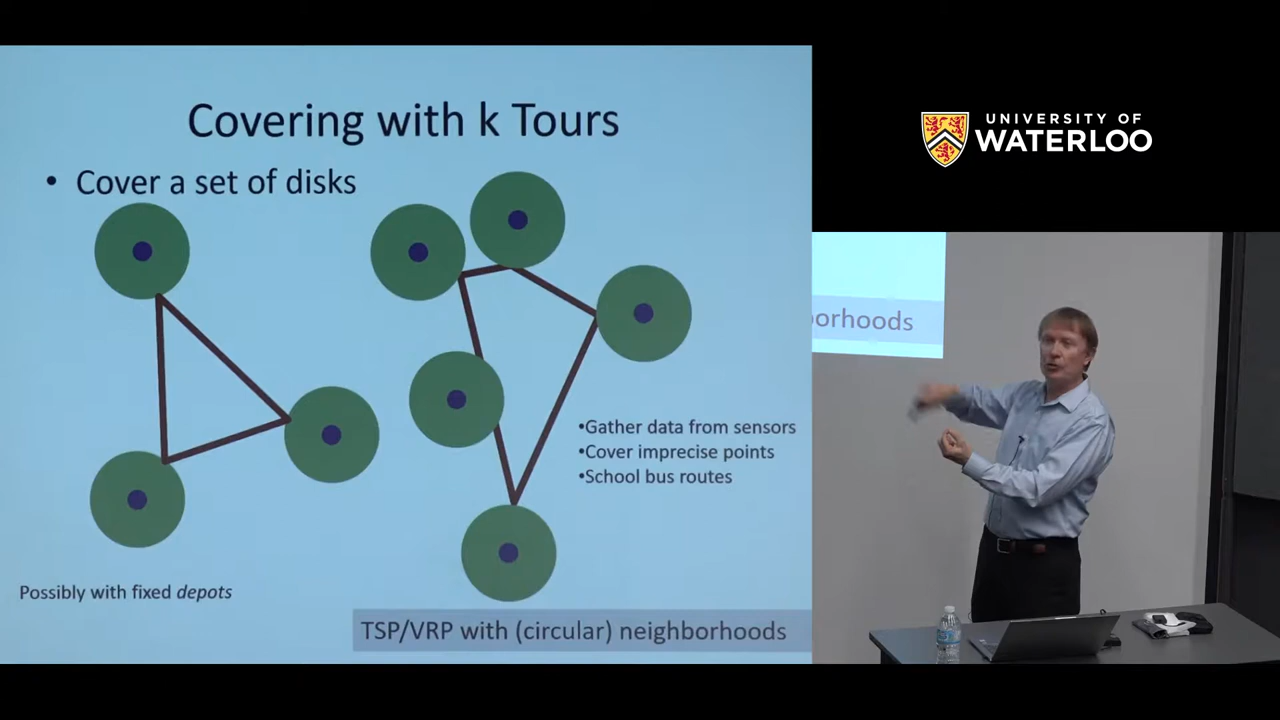 Covering with k Tours
• Cover a set of disks
•Gather data from sensors
•Cover imprecise points
•School bus routes
Possibly with fixed depots
TSP/VRP with (circular) neighborhoods
UNIVERSITY OF
WATERLOO
orhoods